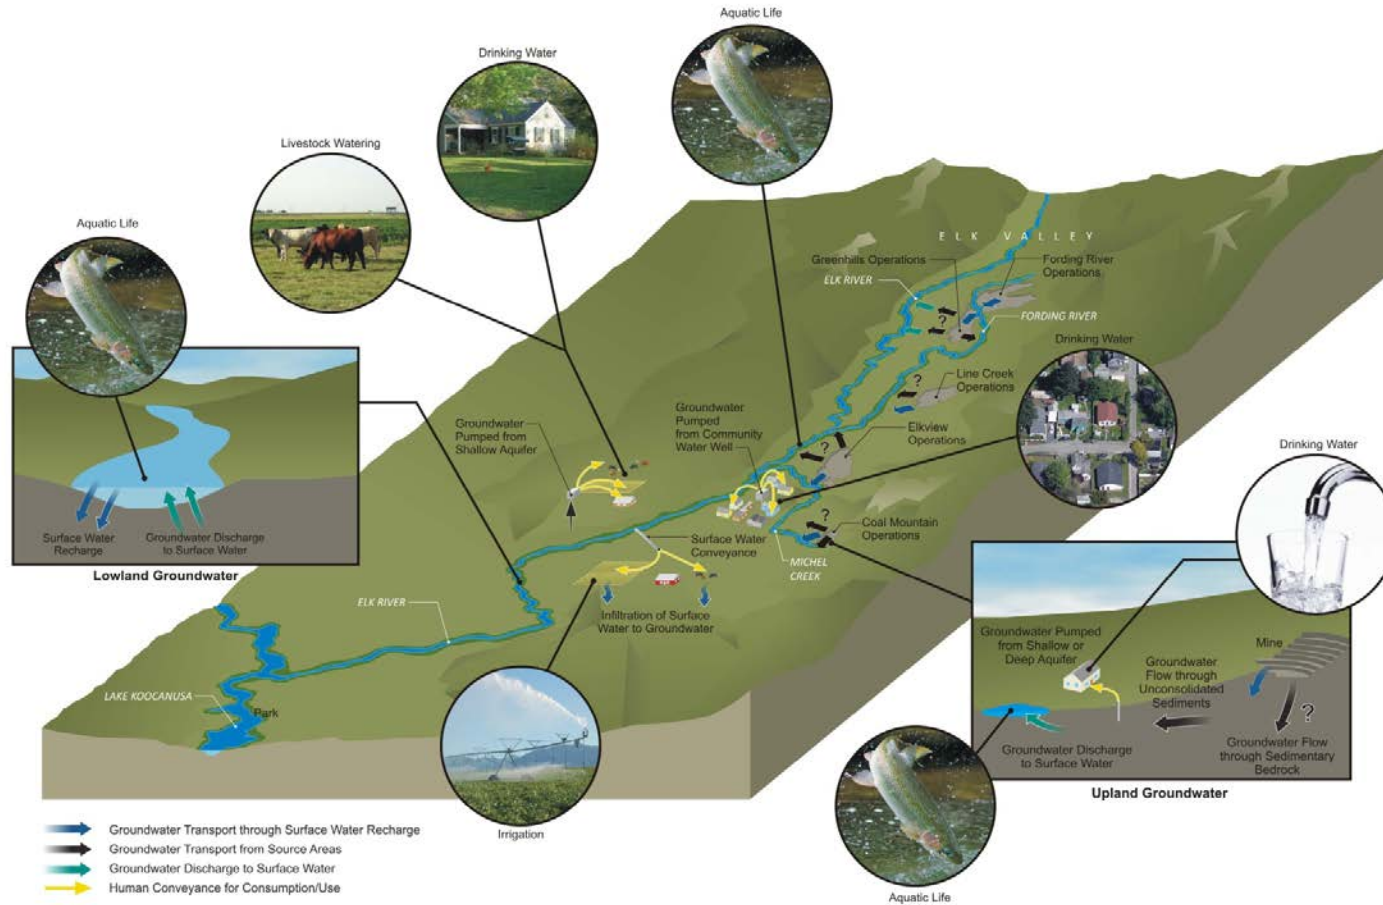 Aquatic Life
Drinking Water
Livestock Watering
Aquatic Life
ELK VALLEY
Greenhills Operations
Fording River
Operations
ELK RIVER
FORDING RIVER
?
Drinking Water
Line Creek
Operations
?
Groundwater
Pumped
from Community
Water Well
Groundwater
Pumped from
Shallow Aquifer
Elkview
Operations
?
Drinking Water
?
Coal Mountain
Operations
Surface Water
Conveyance
MICHEL
CREEK
Surface Water
Recharge
Groundwater Discharge
to Surface Water
Lowland Groundwater
ELK RIVER
Infiltration of Surface
Water to Groundwater
LAKE KOOCANUSA
Park
Groundwater Pumped
from Shallow or
Deep Aquifer
Mine
Groundwater
Flow through
Unconsolidated
Sediments
?
Groundwater Discharge
to Surface Water
Groundwater Flow
through Sedimentary
Bedrock
Upland Groundwater
Irrigation
Aquatic Life
Groundwater Transport through Surface Water Recharge
Groundwater Transport from Source Areas
Groundwater Discharge to Surface Water
Human Conveyance for Consumption/Use